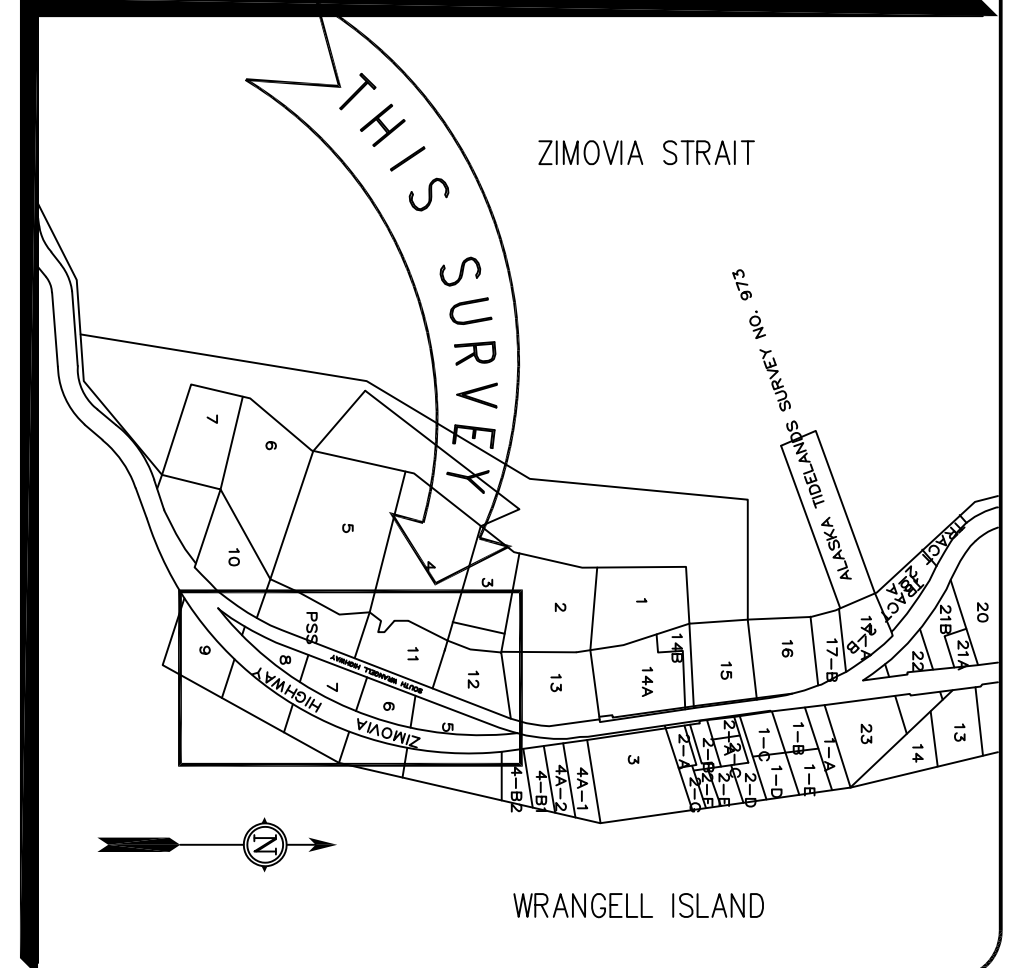 THIS SURVEY
ZIMOVIA STRAIT
ALASKA TIDELANDS SURVEY NO. 973
7
6
5
4
3
2
1
10
PSS
11
12
13
14A
14B
15
16
17-B
22
21B
21A
20
TRACT
TRACT
9
8
7
6
5
SOUTH WRANGELL HIGHWAY
ZIMOVIA HIGHWAY
4-B2
4-B1
4A-2
4A-1
3
2-A
2-D
1-C
1-D
1-B
1-E
1-A
23
14
13
N
WRANGELL ISLAND